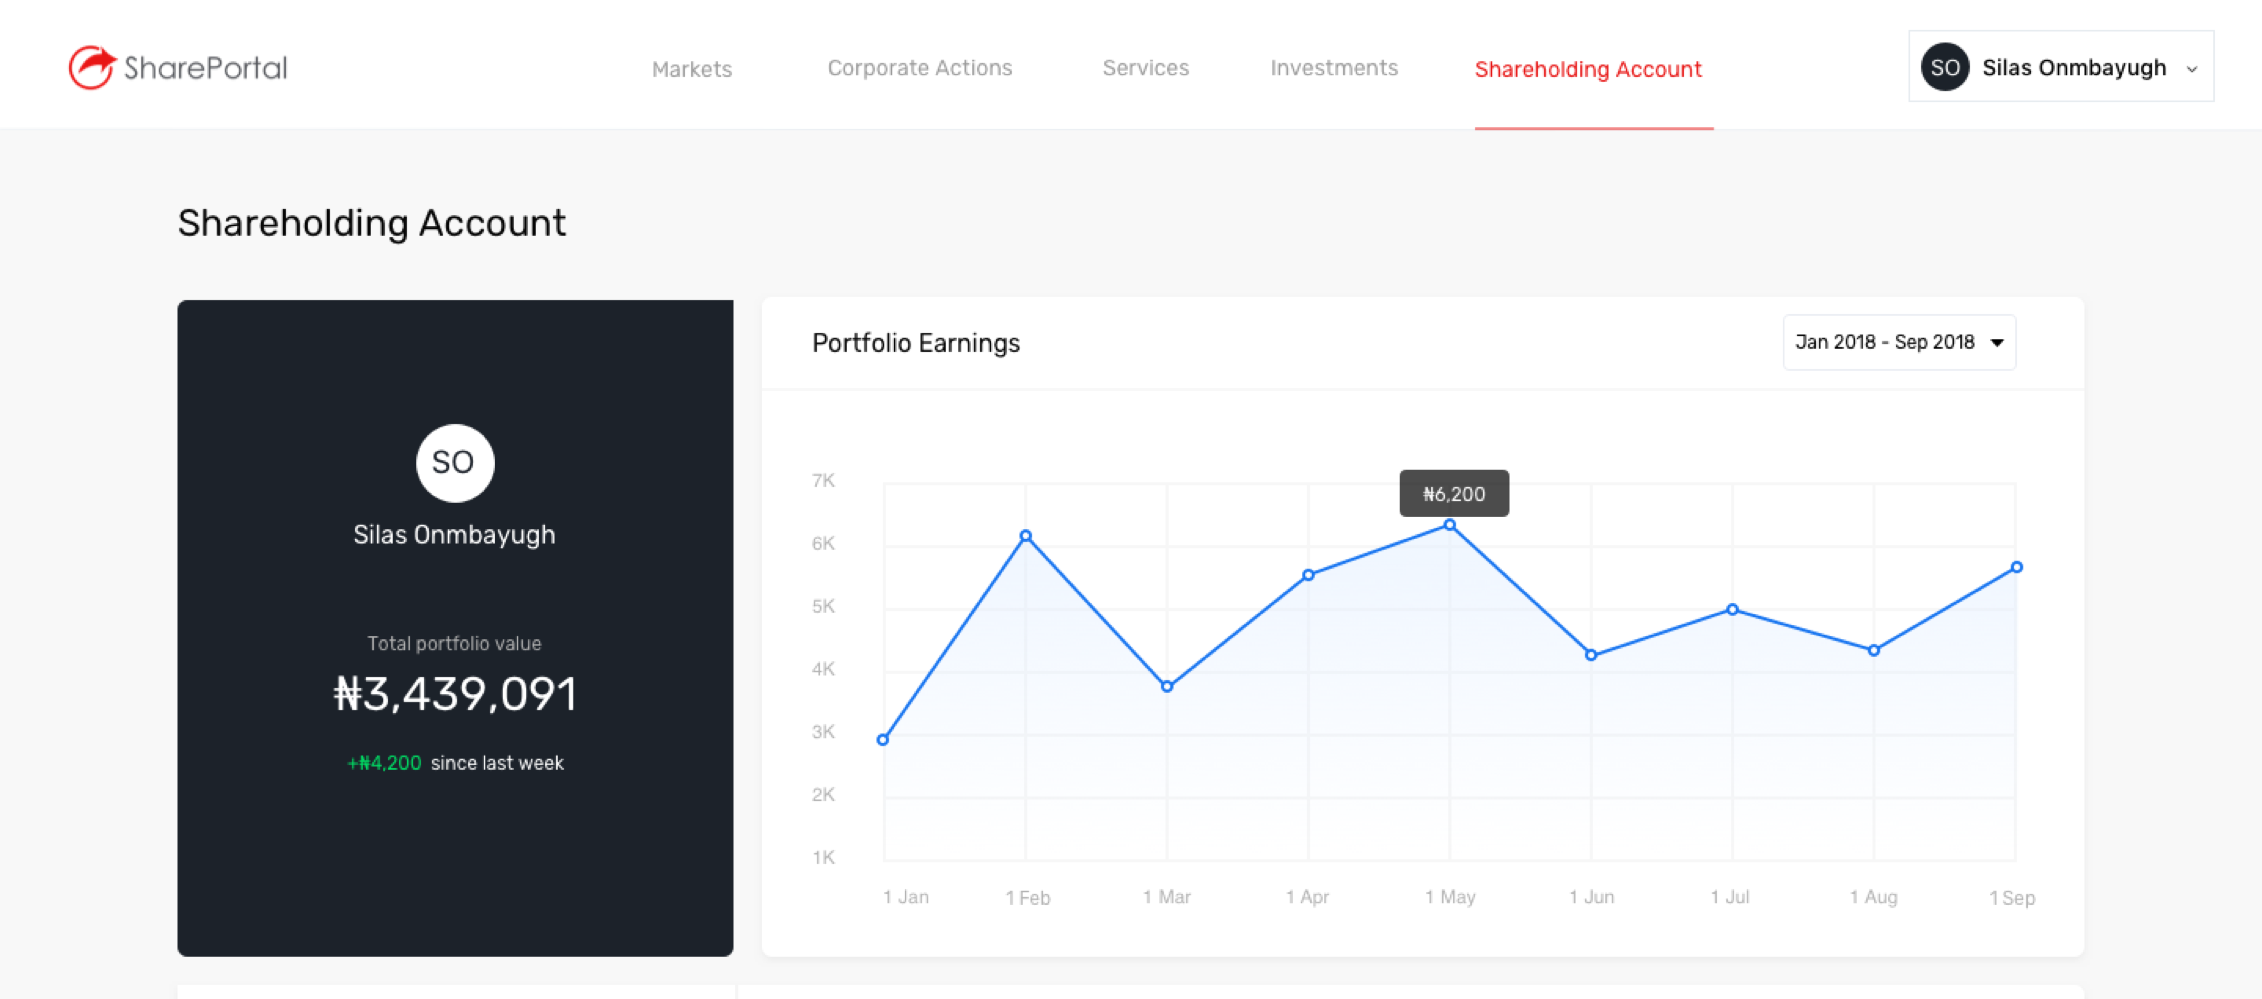 SharePortal
Markets
Corporate Actions
Services
Investments
Shareholding Account
SO
Silas Onmbayugh
Shareholding Account
SO
Silas Onmbayugh
Total portfolio value
₦3,439,091
+₦4,200 since last week
Portfolio Earnings
Jan 2018 - Sep 2018
7K
6K
5K
4K
3K
2K
1K
₦6,200
1 Jan
1 Feb
1 Mar
1 Apr
1 May
1 Jun
1 Jul
1 Aug
1 Sep